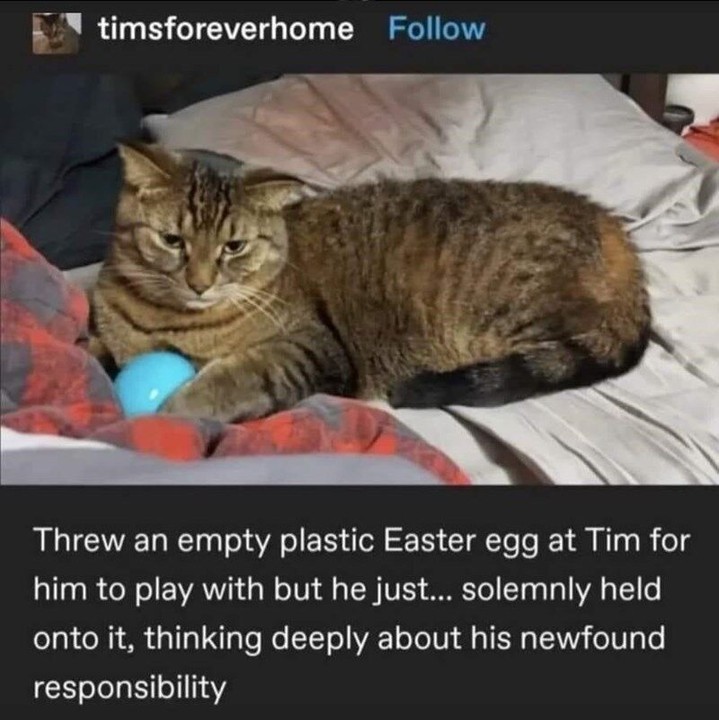 timsforeverhome Follow
Threw an empty plastic Easter egg at Tim for
him to play with but he just... solemnly held
onto it, thinking deeply about his newfound
responsibility